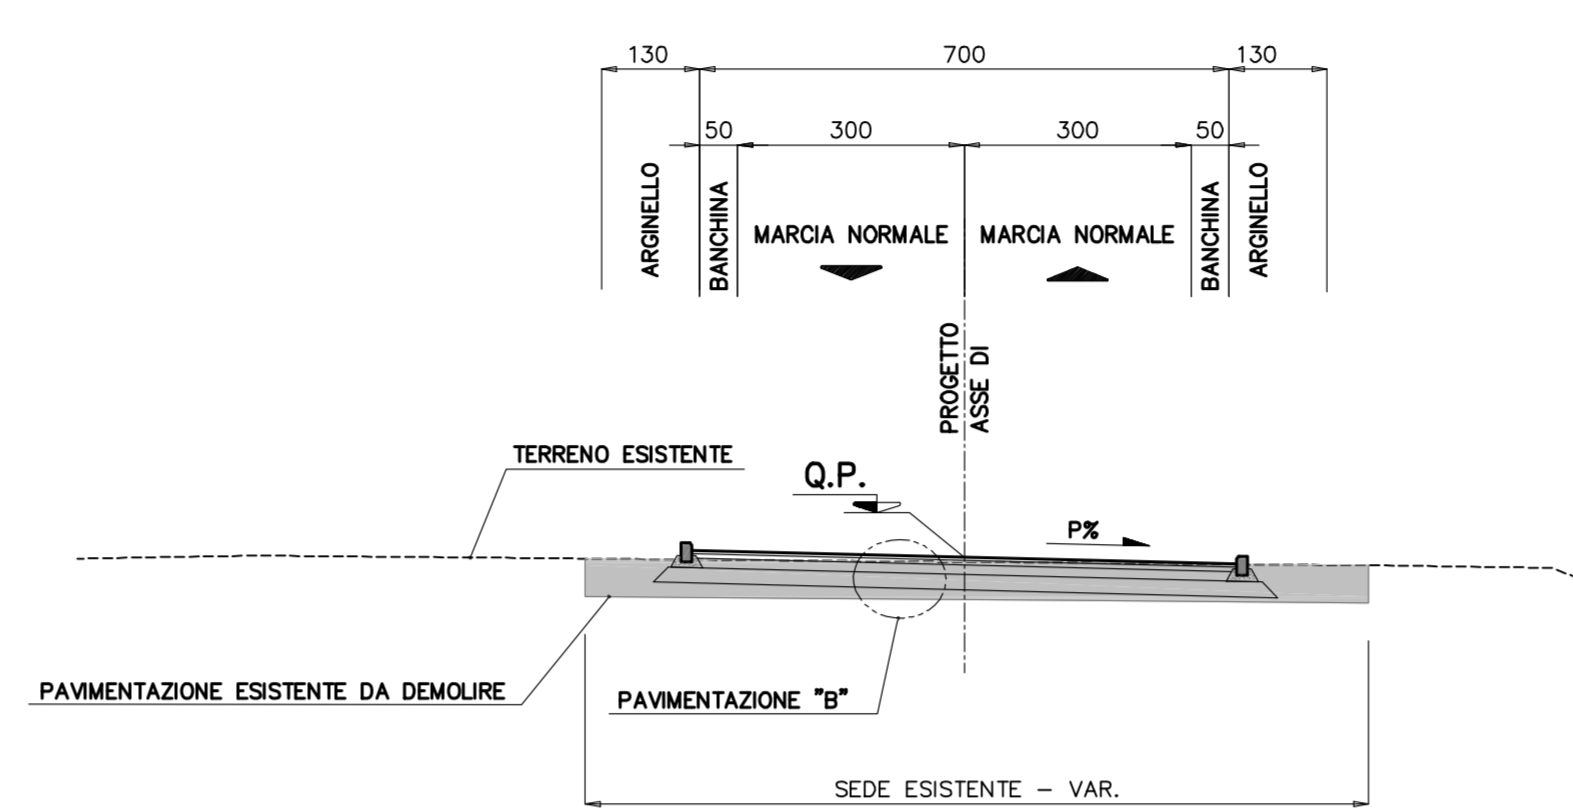 130 700 130
50 300 300 50
ARGINELLO
BANCHINA
MARCIA NORMALE
MARCIA NORMALE
BANCHINA
ARGINELLO
PROGETTO
ASSE DI
TERRENO ESISTENTE
Q.P.
P%
PAVIMENTAZIONE ESISTENTE DA DEMOLIRE
PAVIMENTAZIONE "B"
SEDE ESISTENTE – VAR.